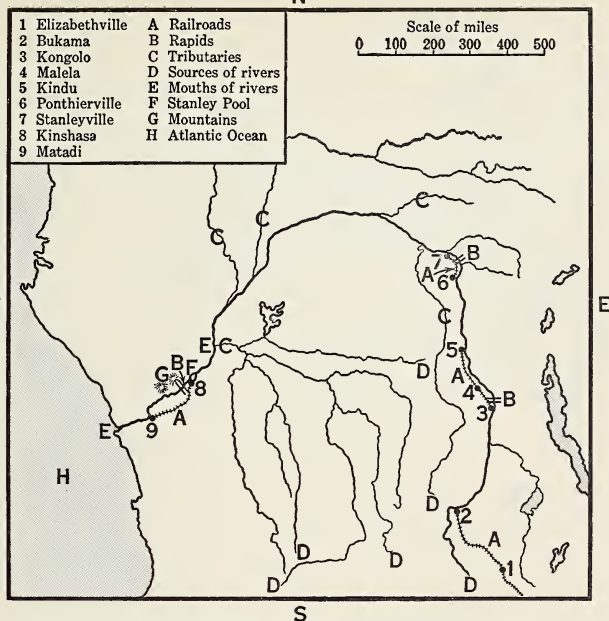 N
1 Elizabethville A Railroads
2 Bukama B Rapids
3 Kongolo C Tributaries
4 Malela D Sources of rivers
5 Kindu E Mouths of rivers
6 Ponthierville F Stanley Pool
7 Stanleyville G Mountains
8 Kinshasa H Atlantic Ocean
9 Matadi
Scale of miles
0 100 200 300 400 500
C
C C
7 B
A 6
E
C
E C
5
D A
B F
G 8
4 B
3
E 9 A
H
D 2
A
D D
1
D D
S